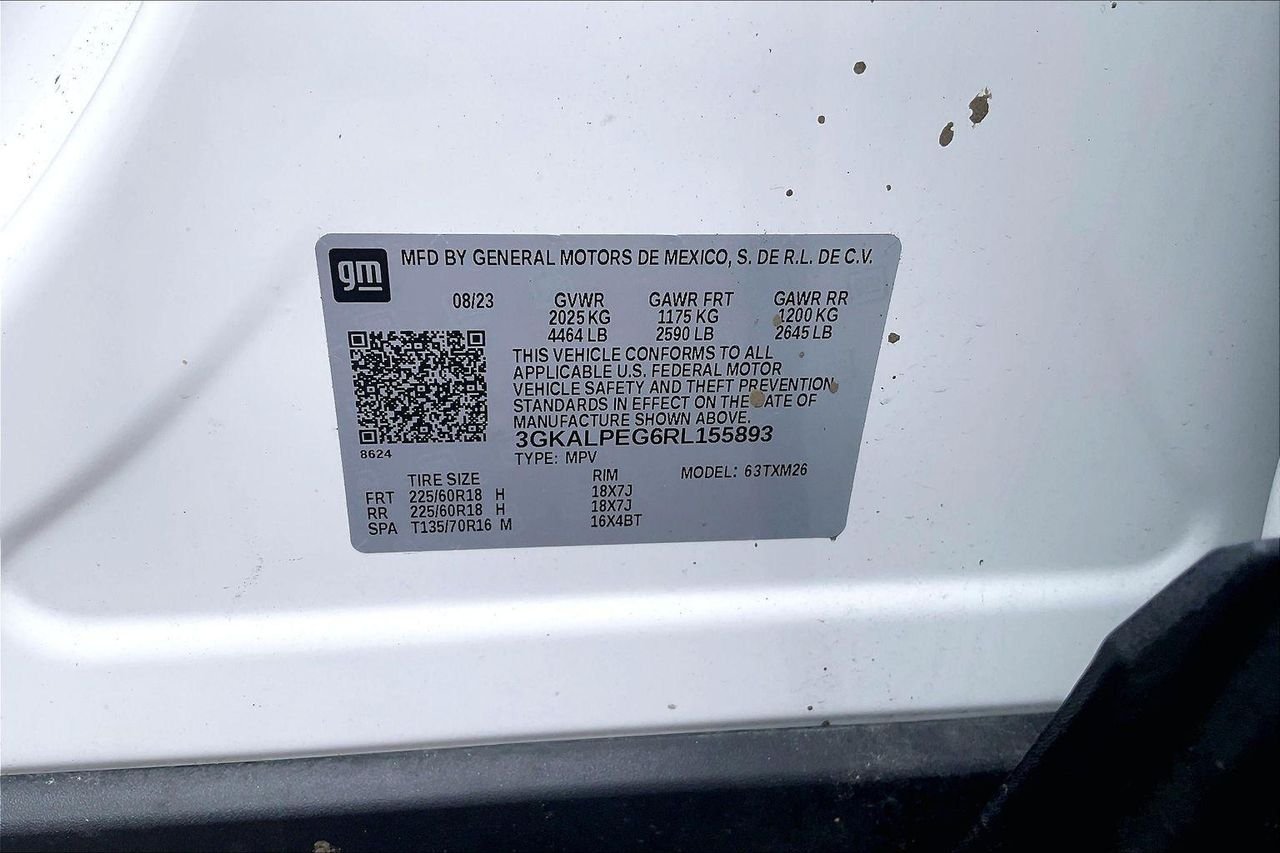 gm MFD BY GENERAL MOTORS DE MEXICO, S. DE R.L. DE C.V.
08/23 GVWR GAWR FRT GAWR RR
2025 KG 1175 KG 1200 KG
4464 LB 2590 LB 2645 LB
THIS VEHICLE CONFORMS TO ALL
APPLICABLE U.S. FEDERAL MOTOR
VEHICLE SAFETY AND THEFT PREVENTION
STANDARDS IN EFFECT ON THE DATE OF
MANUFACTURE SHOWN ABOVE.
3GKALPEG6RL155893
8624
TYPE: MPV
TIRE SIZE RIM MODEL: 63TXM26
FRT 225/60R18 H 18X7J
RR 225/60R18 H 18X7J
SPA T135/70R16 M 16X4BT